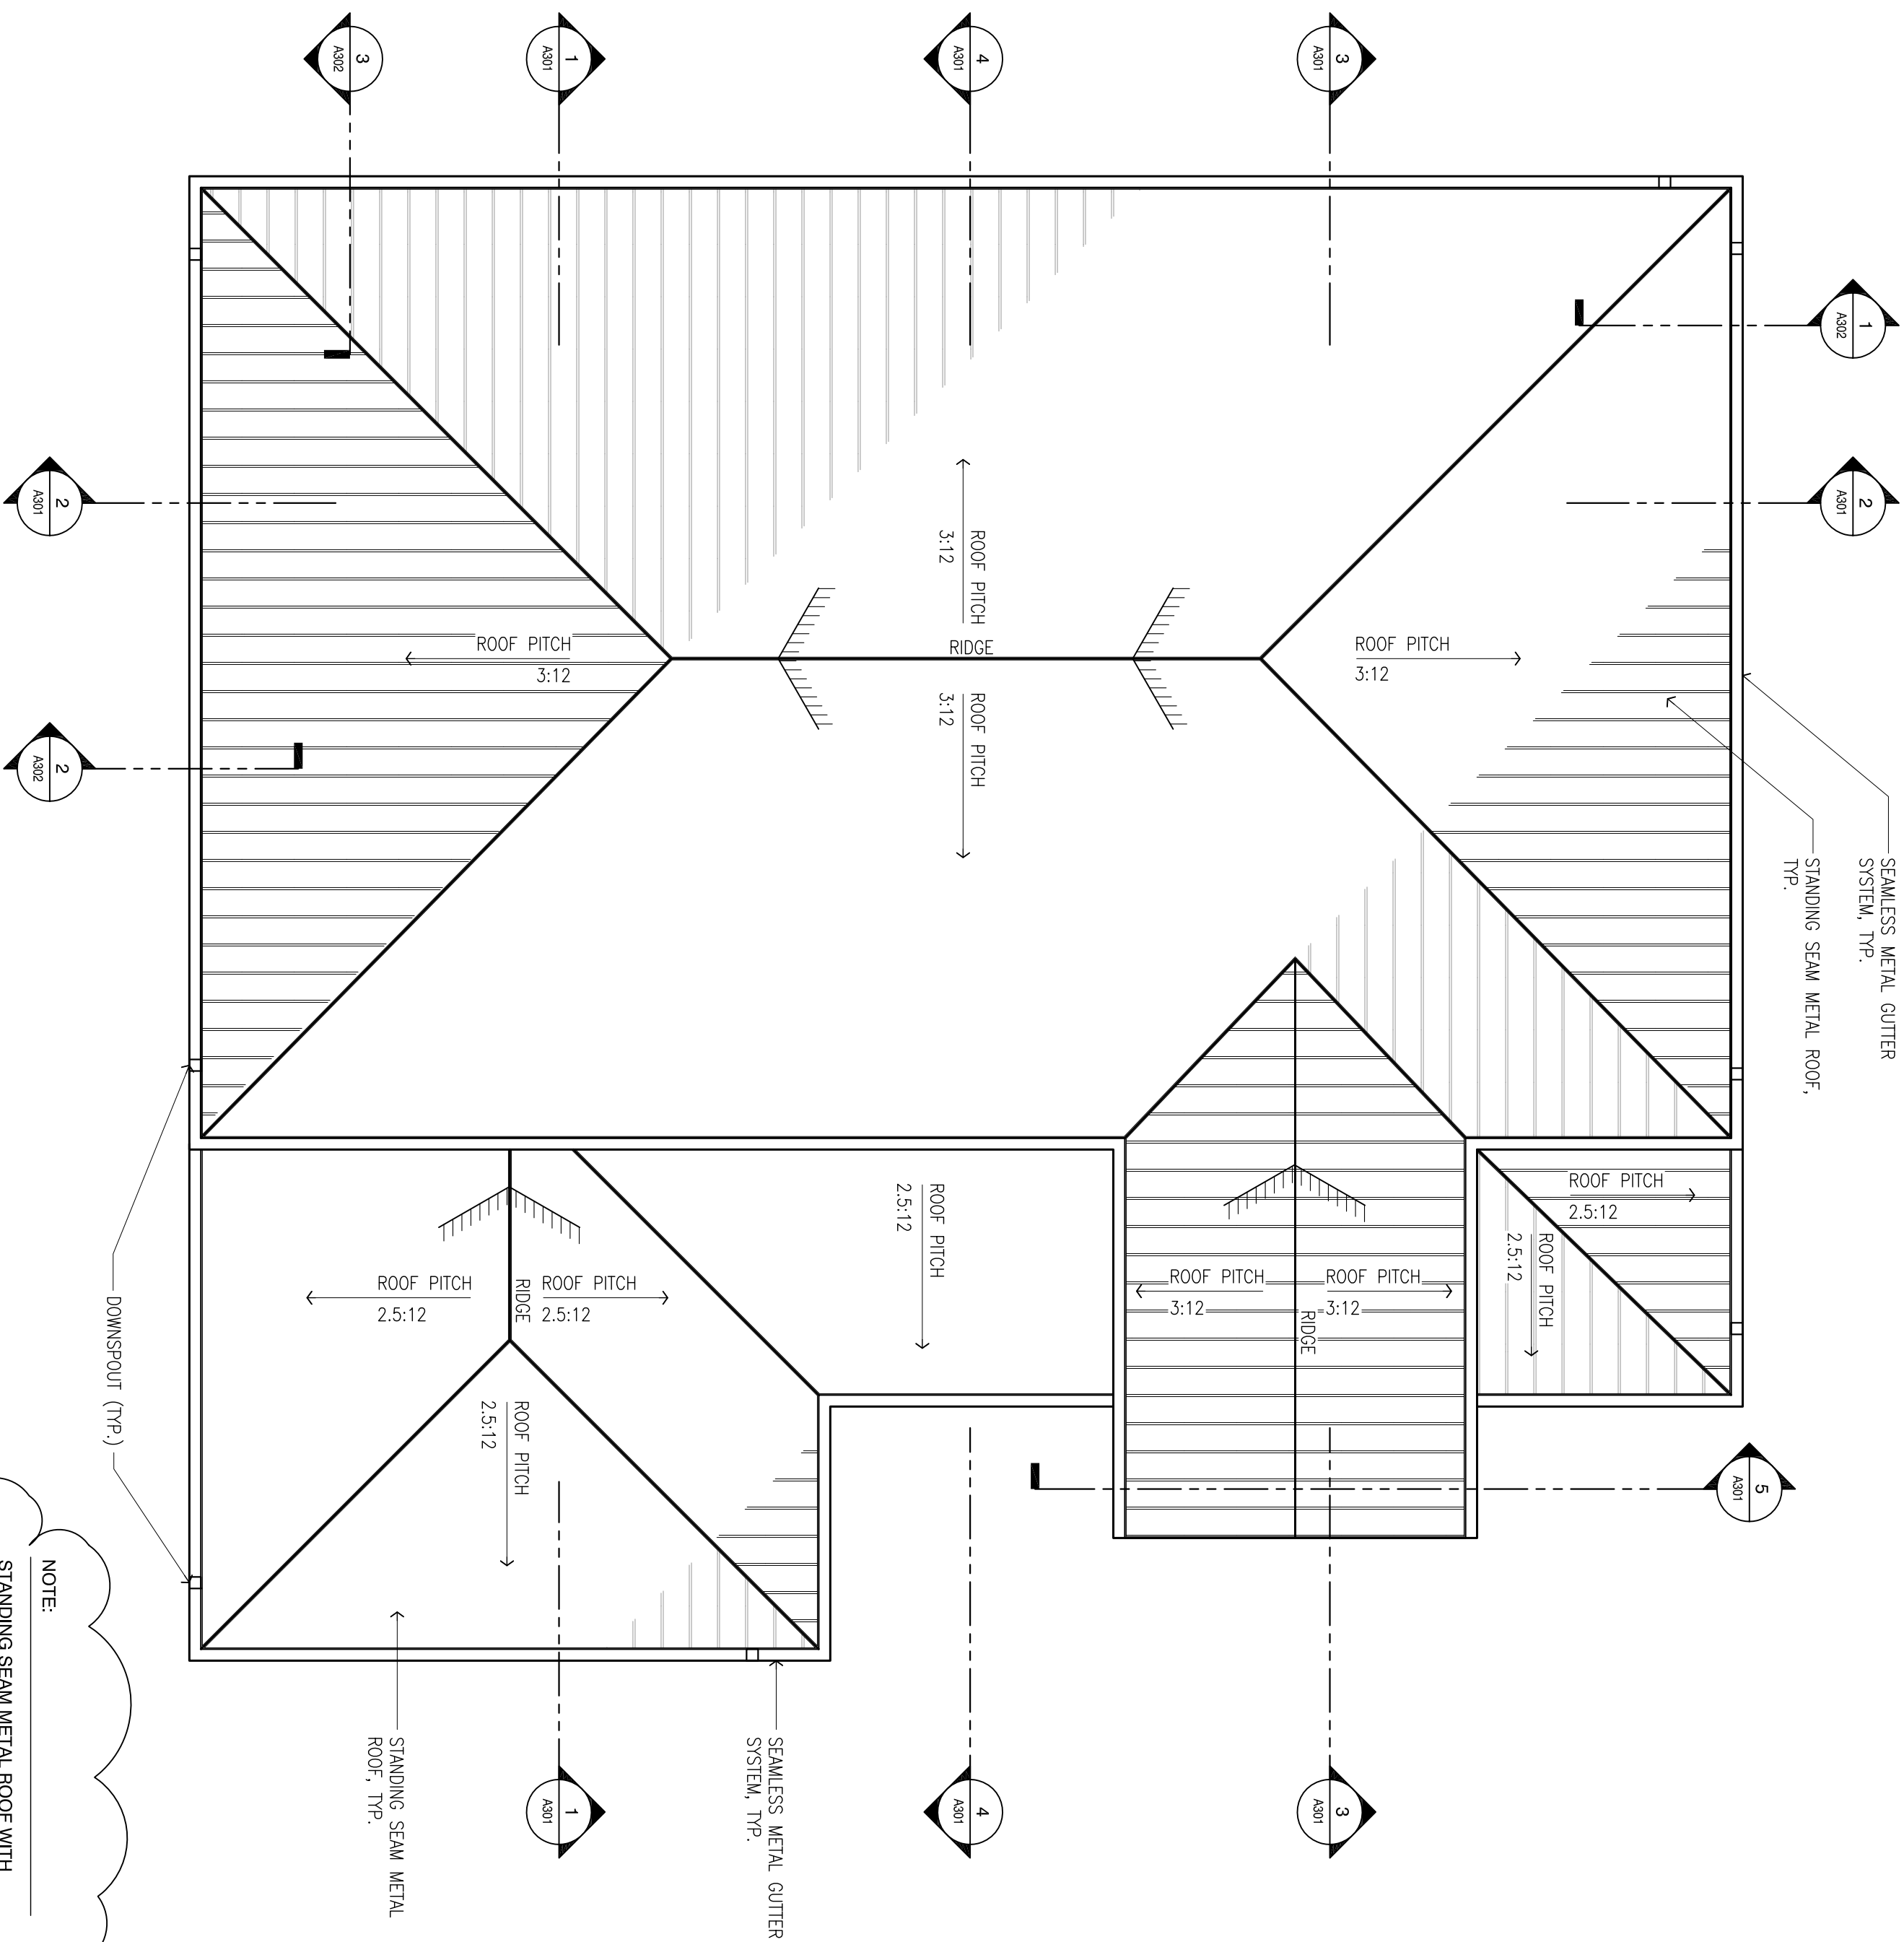 3
A302
1
A301
4
A301
3
A301
1
A302
2
A301
2
A301
2
A302
ROOF PITCH
3:12
RIDGE
ROOF PITCH
3:12
ROOF PITCH
3:12
ROOF PITCH
3:12
SEAMLESS METAL GUTTER
SYSTEM, TYP.
STANDING SEAM METAL ROOF,
TYP.
ROOF PITCH
2.5:12
ROOF PITCH
2.5:12
ROOF PITCH
2.5:12
ROOF PITCH
3:12
ROOF PITCH
3:12
RIDGE
ROOF PITCH
2.5:12
RIDGE
ROOF PITCH
2.5:12
ROOF PITCH
2.5:12
DOWNSPOUT (TYP.)
5
A301
STANDING SEAM METAL
ROOF, TYP.
SEAMLESS METAL GUTTER
SYSTEM, TYP.
1
A301
4
A301
3
A301
NOTE:
STANDING SEAM METAL ROOF WITH